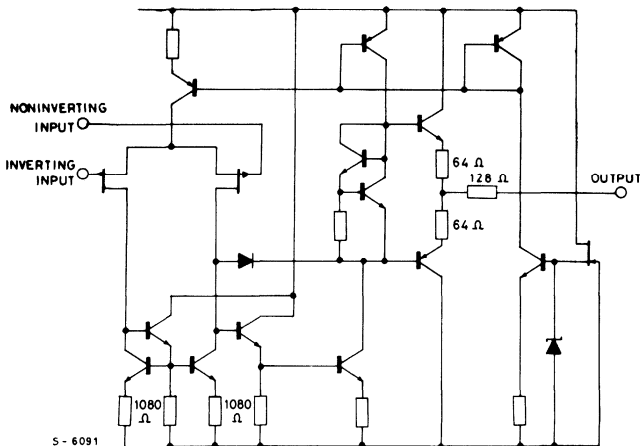 NONINVERTING
INPUT
INVERTING
INPUT
64 Ω
128 Ω
OUTPUT
64 Ω
1080
Ω
1080
Ω
S-6091